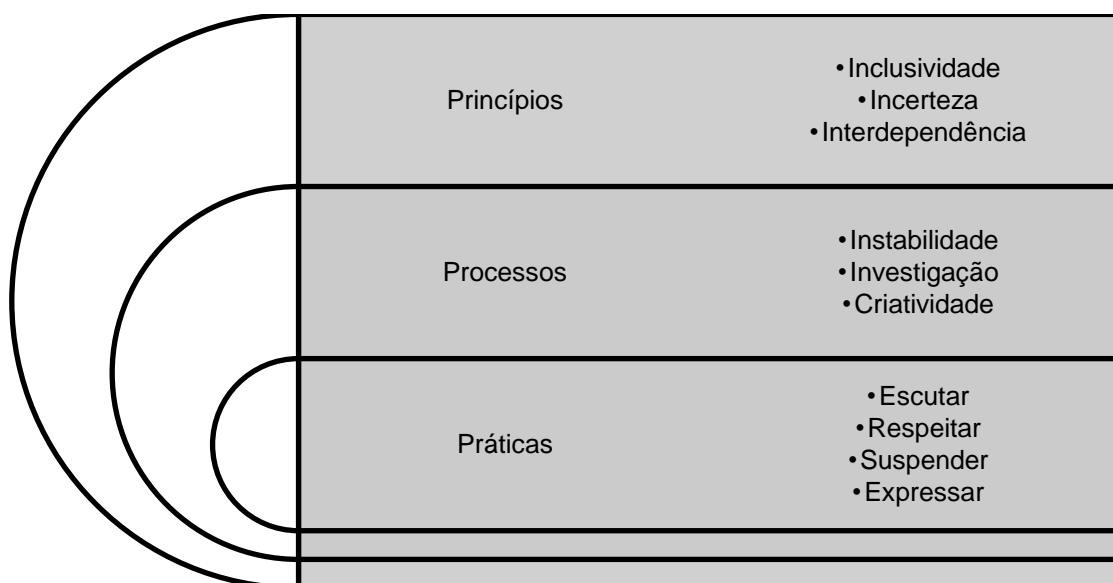 Princípios
•Inclusividade
•Incerteza
•Interdependência
Processos
•Instabilidade
•Investigação
•Criatividade
Práticas
•Escutar
•Respeitar
•Suspender
•Expressar